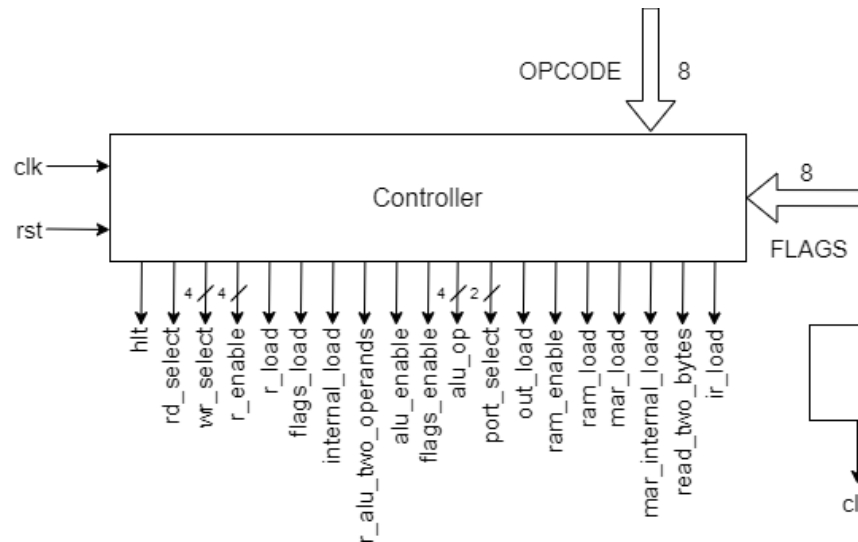 OPCODE
8
clk
rst
Controller
8
FLAGS
4
4
4
2
hlt
rd_select
wr_select
r_enable
r_load
flags_load
internal_load
r_alu_two_operands
alu_enable
flags_enable
alu_op
port_select
out_load
ram_enable
ram_load
mar_load
mar_internal_load
read_two_bytes
ir_load